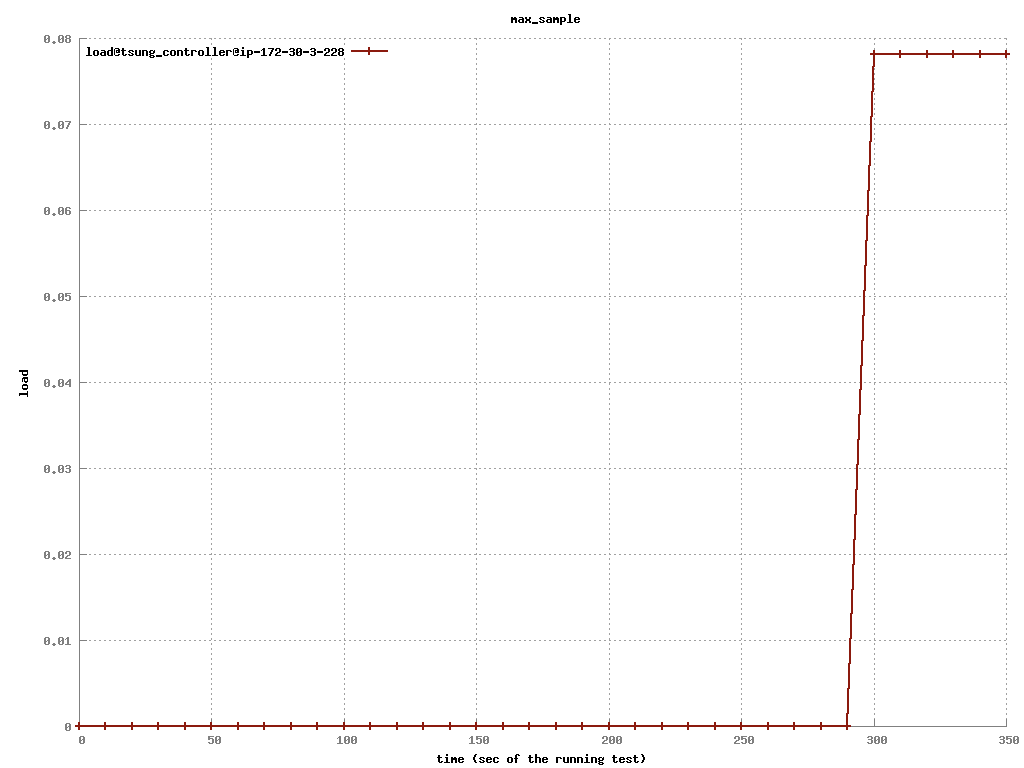 max_sample
load@tsung_controller@ip-172-30-3-228
0.08
0.07
0.06
0.05
0.04
0.03
0.02
0.01
0
load
0 50 100 150 200 250 300 350
time (sec of the running test)